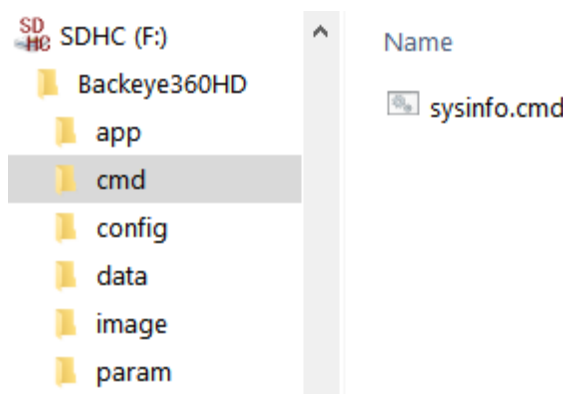 SD
HC
SDHC (F:)
Backeye360HD
app
cmd
config
data
image
param
Name
sysinfo.cmd